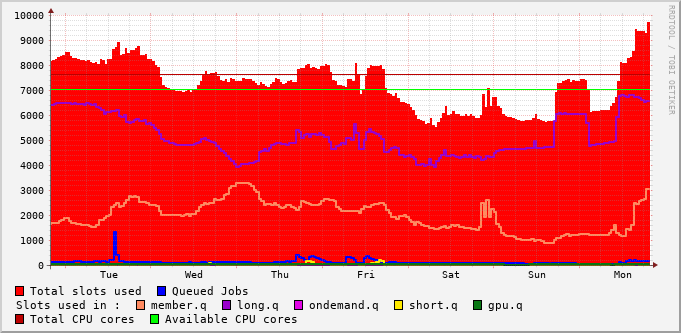 10000
9000
8000
7000
6000
5000
4000
3000
2000
1000
0
Tue Wed Thu Fri Sat Sun Mon
RRDTOOL / TOBI OETIKER
Total slots used Queued Jobs
Slots used in : member.q long.q ondemand.q short.q gpu.q
Total CPU cores Available CPU cores